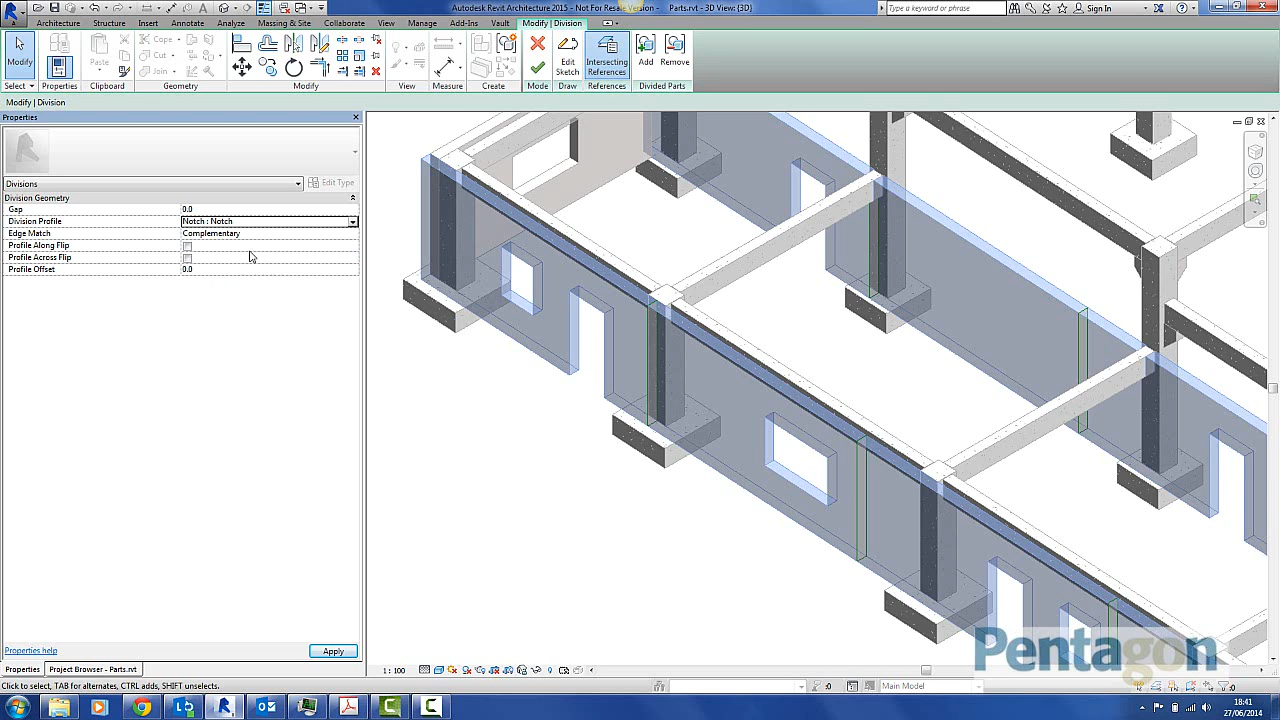 Autodesk Revit Architecture 2015 - Not For Resale Version - Parts.rvt - 3D View: {3D}
Type a keyword or phrase
Sign In
Architecture Structure Insert Annotate Analyze Massing & Site Collaborate View Manage Add-Ins Vault Modify | Division
Modify
Paste
Cope
Cut
Join
Edit Sketch
Intersecting References
Add Remove
Select Properties Clipboard Geometry Modify View Measure Create Mode Draw References Divided Parts
Modify | Division
Properties
Divisions
Edit Type
Division Geometry
Gap 0.0
Division Profile Notch : Notch
Edge Match Complementary
Profile Along Flip
Profile Across Flip
Profile Offset 0.0
Properties help
Apply
Properties Project Browser - Parts.rvt
1 : 100
Pentagon
Click to select, TAB for alternates, CTRL adds, SHIFT unselects.
:0
Main Model
:0
18:41
27/06/2014